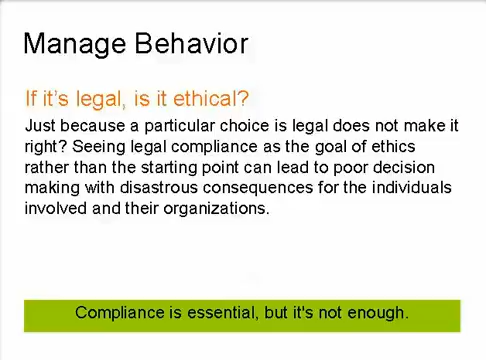 Manage Behavior
If it's legal, is it ethical?
Just because a particular choice is legal does not make it
right? Seeing legal compliance as the goal of ethics
rather than the starting point can lead to poor decision
making with disastrous consequences for the individuals
involved and their organizations.
Compliance is essential, but it's not enough.